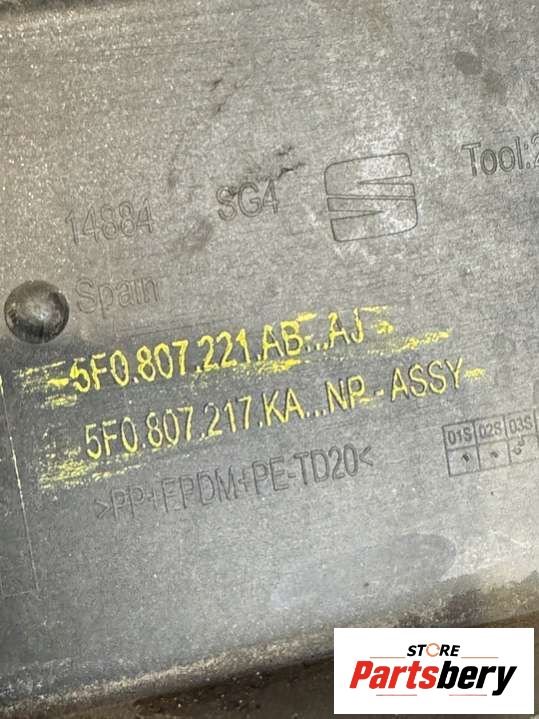 14884 SG4 Tool:2
Spain
5F0.807.221.AB...AJ
5F0.807.217.KA...NP-ASSY
01S 02S 03S
>PP+EPDM+PE-TD20<
STORE
Partsbery